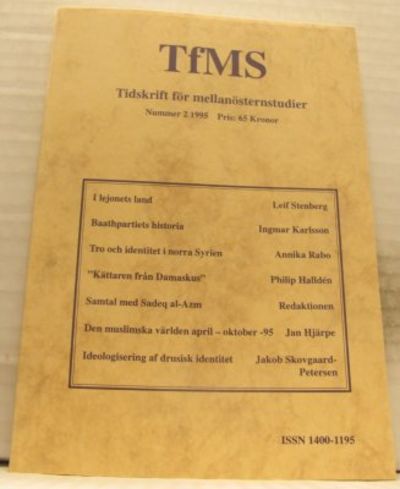 TfMS
Tidskrift för mellanösternstudier
Nummer 2 1995 Pris: 65 Kronor
I lejonets land Leif Stenberg
Baathpartiets historia Ingmar Karlsson
Tro och identitet i norra Syrien Annika Rabo
"Kättaren från Damaskus" Philip Halldén
Samtal med Sadeq al-Azm Redaktionen
Den muslimska världen april – oktober -95 Jan Hjärpe
Ideologisering af drusisk identitet Jakob Skovgaard-
Petersen
ISSN 1400-1195